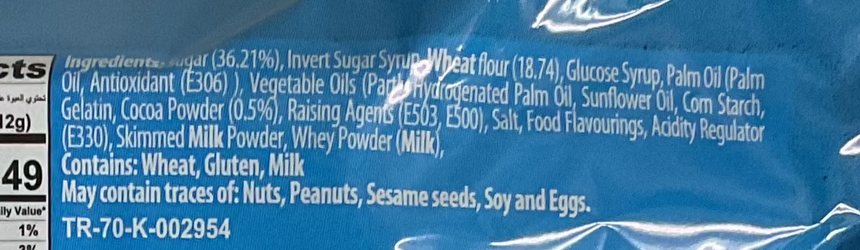 cts
12g)
49
ily Value*
1%
Ingredients: Sugar (36.21%), Invert Sugar Syrup, Wheat flour (18.74), Glucose Syrup, Palm Oil (Palm
Oil, Antioxidant (E306) ), Vegetable Oils (Partly Hydrogenated Palm Oil, Sunflower Oil, Corn Starch,
Gelatin, Cocoa Powder (0.5%), Raising Agents (E503, E500), Salt, Food Flavourings, Acidity Regulator
(E330), Skimmed Milk Powder, Whey Powder (Milk),
Contains: Wheat, Gluten, Milk
May contain traces of: Nuts, Peanuts, Sesame seeds, Soy and Eggs.
TR-70-K-002954